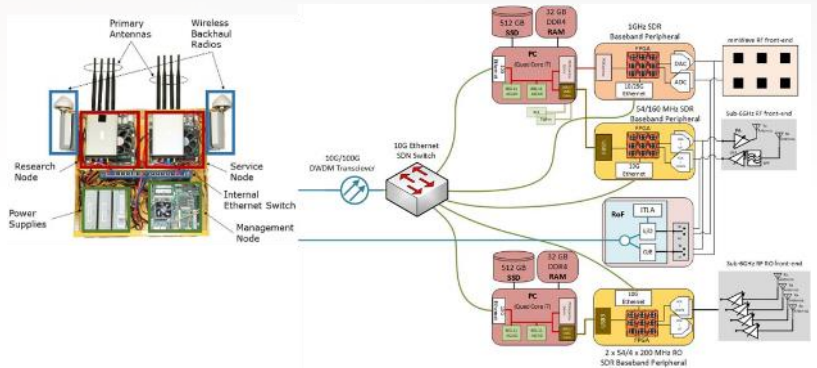 Primary
Antennas
Wireless
Backhaul
Radios
Research
Node
Service
Node
Internal
Ethernet Switch
Power
Supplies
Management
Node
10G/100G
DWDM Transciever
10G Ethernet
SDN Switch
512 GB
SSD
32 GB
DDR4
RAM
PC
(Quad Core i7)
Ethernet
1GHz SDR
Baseband Peripheral
FPGA
DAC
ADC
10/25G
Ethernet
mmWave RF front-end
54/160 MHz SDR
Baseband Peripheral
FPGA
10G
Ethernet
Sub-6GHz RF front-end
PA
RoF
ITLA
E/O
O/E
512 GB
SSD
32 GB
DDR4
RAM
PC
(Quad Core i7)
10G
Ethernet
FPGA
2 x 54/4 x 200 MHz RO
SDR Baseband Peripheral
Sub-6GHz RF RO front-end